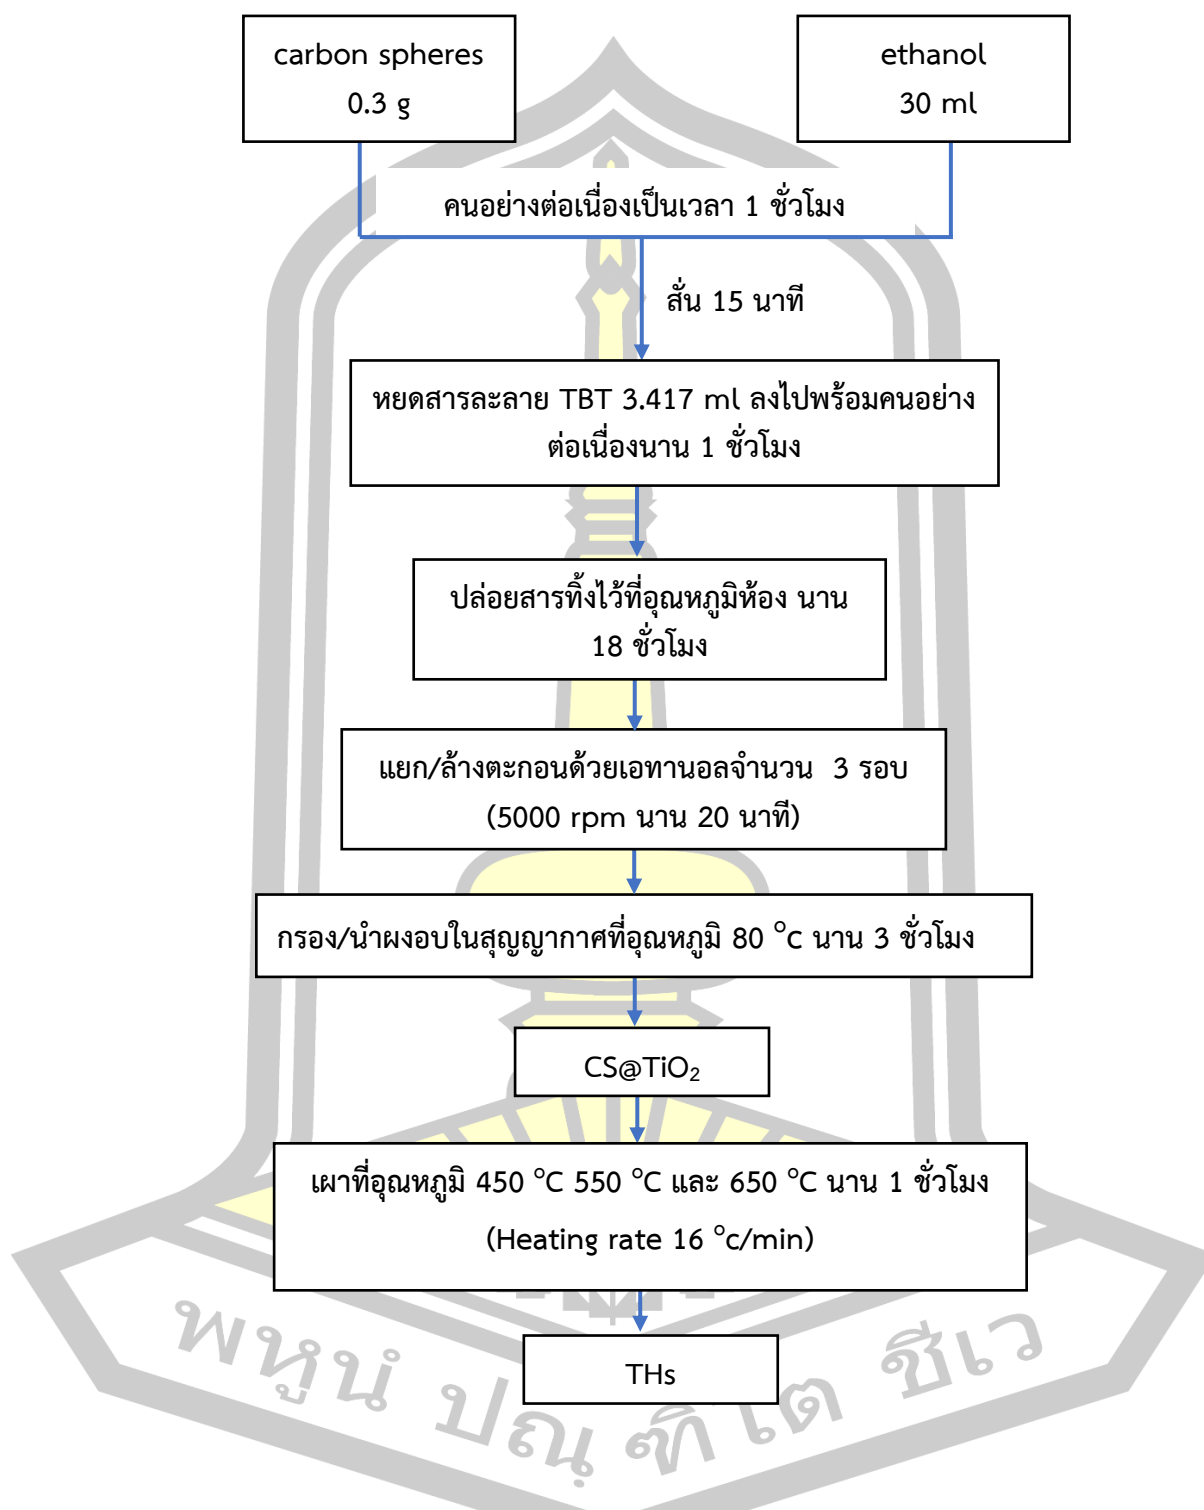 carbon spheres
0.3 g
ethanol
30 ml
คนอย่างต่อเนื่องเป็นเวลา 1 ชั่วโมง
สั่น 15 นาที
หยดสารละลาย TBT 3.417 ml ลงไปพร้อมคนอย่าง
ต่อเนื่องนาน 1 ชั่วโมง
ปล่อยสารทิ้งไว้ที่อุณหภูมิห้อง นาน
18 ชั่วโมง
แยก/ล้างตะกอนด้วยเอทานอลจำนวน 3 รอบ
(5000 rpm นาน 20 นาที)
กรอง/นำผงอบในสุญญากาศที่อุณหภูมิ 80 °c นาน 3 ชั่วโมง
CS@TiO₂
เผาที่อุณหภูมิ 450 °C 550 °C และ 650 °C นาน 1 ชั่วโมง
(Heating rate 16 °c/min)
THs
พหูนํ ปณฺฑิโต ชีเว